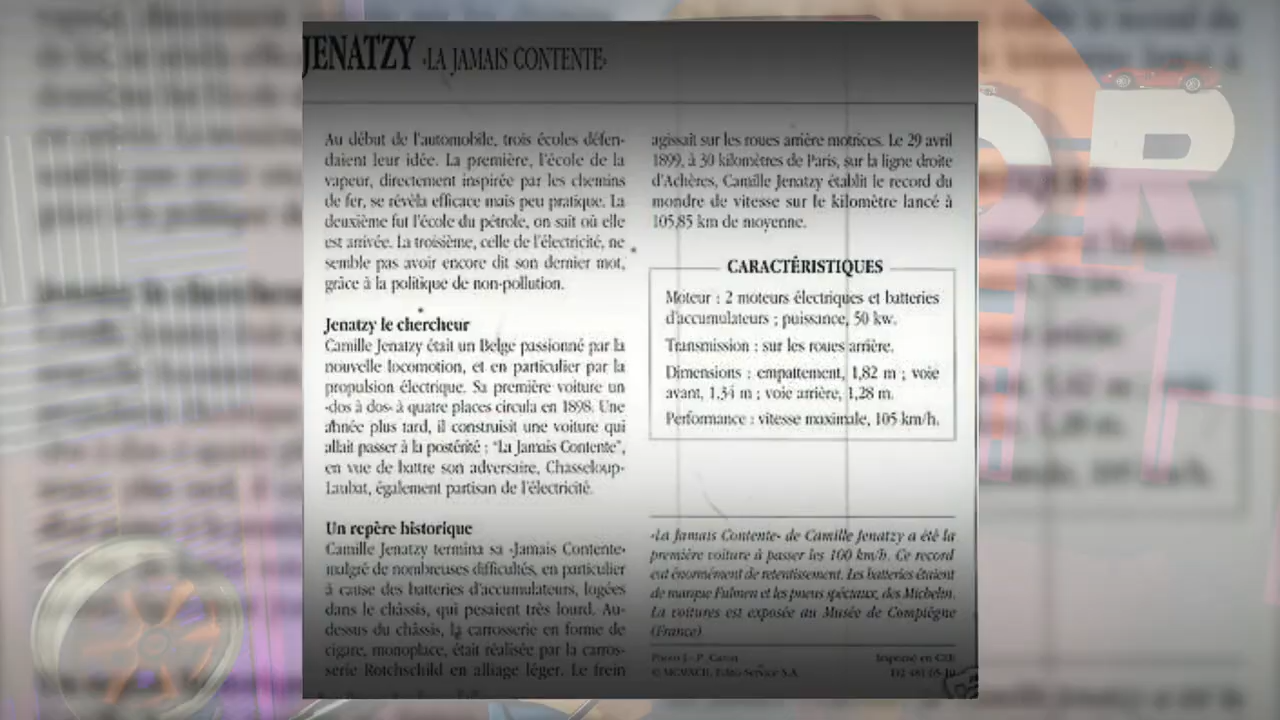 JENATZY «LA JAMAIS CONTENTE»
Au début de l'automobile, trois écoles défen-
daient leur idée. La première, l'école de la
vapeur, directement inspirée par les chemins
de fer, se révéla efficace mais peu pratique. La
deuxième fut l'école du pétrole, on sait où elle
est arrivée. La troisième, celle de l'électricité, ne
semble pas avoir encore dit son dernier mot,
grâce à la politique de non-pollution.
Jenatzy le chercheur
Camille Jenatzy était un Belge passionné par la
nouvelle locomotion, et en particulier par la
propulsion électrique. Sa première voiture un
«dos à dos» à quatre places circula en 1898. Une
année plus tard, il construisit une voiture qui
allait passer à la postérité : "La Jamais Contente",
en vue de battre son adversaire, Chasseloup-
Laubat, également partisan de l'électricité.
Un repère historique
Camille Jenatzy termina sa «Jamais Contente»
malgré de nombreuses difficultés, en particulier
à cause des batteries d'accumulateurs, logées
dans le châssis, qui pesaient très lourd. Au-
dessus du châssis, la carrosserie en forme de
cigare, monoplace, était réalisée par la carros-
serie Rotchschild en alliage léger. Le frein
agissait sur les roues arrière motrices. Le 29 avril
1899, à 30 kilomètres de Paris, sur la ligne droite
d'Achères, Camille Jenatzy établit le record du
mondre de vitesse sur le kilomètre lancé à
105,85 km de moyenne.
CARACTÉRISTIQUES
Moteur : 2 moteurs électriques et batteries
d'accumulateurs ; puissance, 50 kw.
Transmission : sur les roues arrière.
Dimensions : empattement, 1,82 m ; voie
avant, 1,34 m ; voie arrière, 1,28 m.
Performance : vitesse maximale, 105 km/h.
«La Jamais Contente» de Camille Jenatzy a été la
première voiture à passer les 100 km/h. Ce record
eut énormément de retentissement. Les batteries étaient
de marque Fulmen et les pneus spéciaux, des Michelin.
La voitures est exposée au Musée de Compiègne
(France)
Photo J.- P. Caron
Imprimé en CEE
© MCMXCII, Edito-Service S.A.
OR